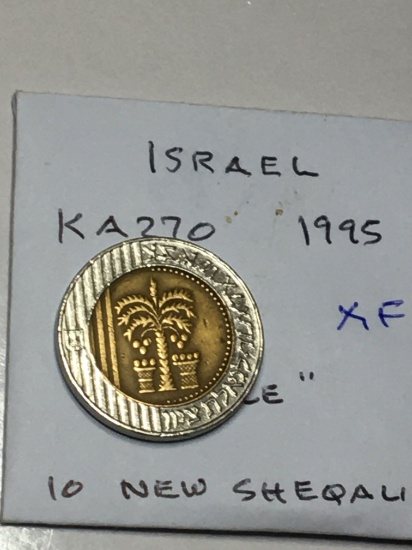 ISRAEL
KA270 1995
XF
LE"
10 NEW SHEQALI